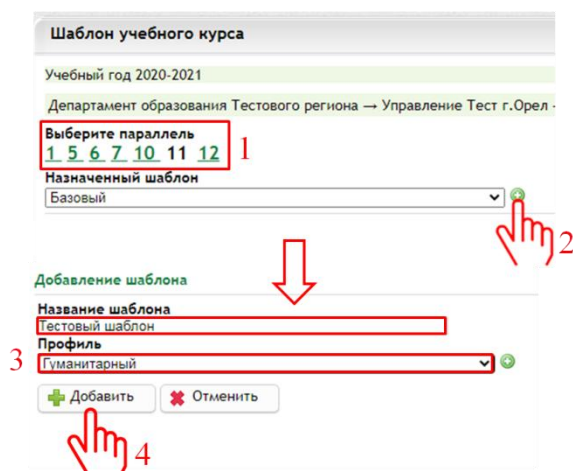 Шаблон учебного курса
Учебный год 2020-2021
Департамент образования Тестового региона → Управление Тест г.Орел -
Выберите параллель
1 5 6 7 10 11 12
1
Назначенный шаблон
Базовый
2
Добавление шаблона
Название шаблона
Тестовый шаблон
Профиль
3
Гуманитарный
Добавить Отменить
4